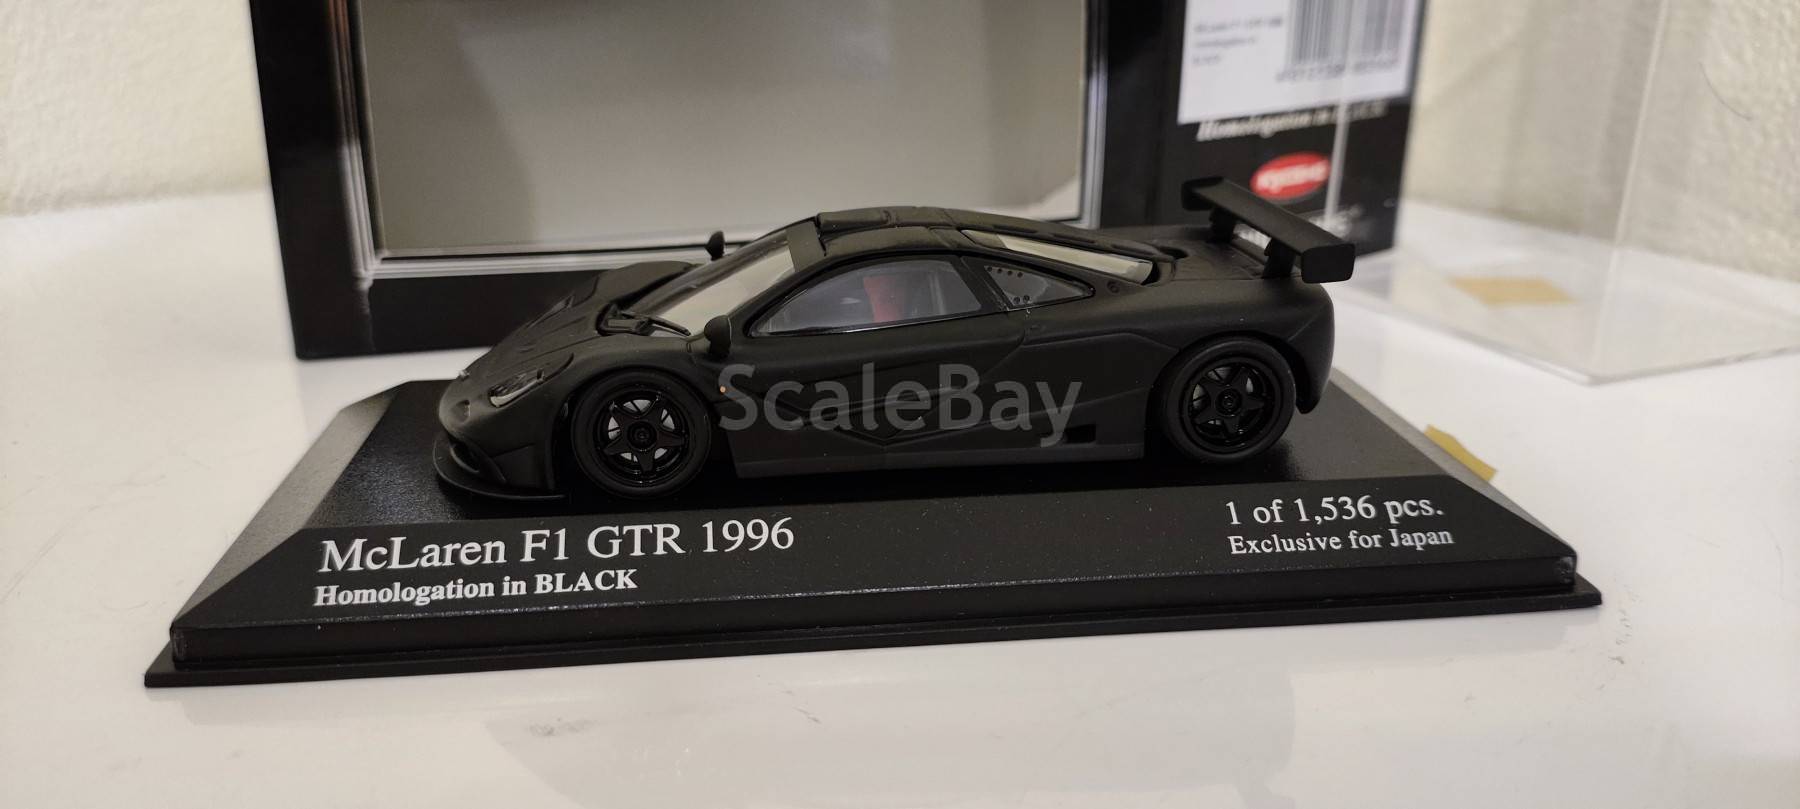 Homologation in BLACK
KYOSHO
ScaleBay
McLaren F1 GTR 1996
Homologation in BLACK
1 of 1,536 pcs.
Exclusive for Japan